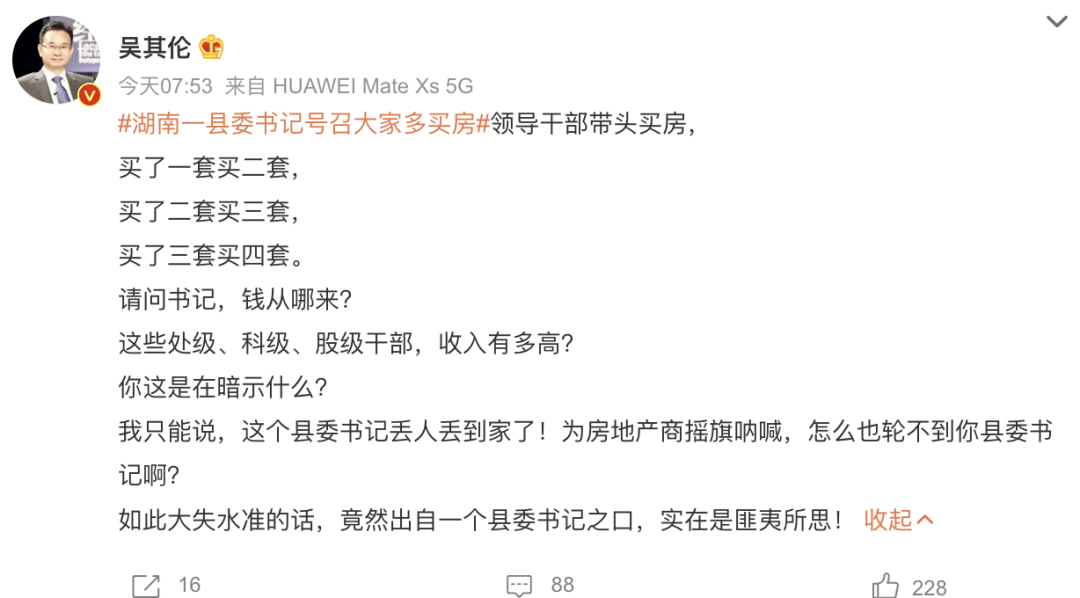 吴其伦
今天07:53 来自 HUAWEI Mate Xs 5G
#湖南一县委书记号召大家多买房#领导干部带头买房，
买了一套买二套，
买了二套买三套，
买了三套买四套。
请问书记，钱从哪来？
这些处级、科级、股级干部，收入有多高？
你这是在暗示什么？
我只能说，这个县委书记丢人丢到家了！为房地产商摇旗呐喊，怎么也轮不到你县委书
记啊？
如此大失水准的话，竟然出自一个县委书记之口，实在是匪夷所思！ 收起
16 88 228